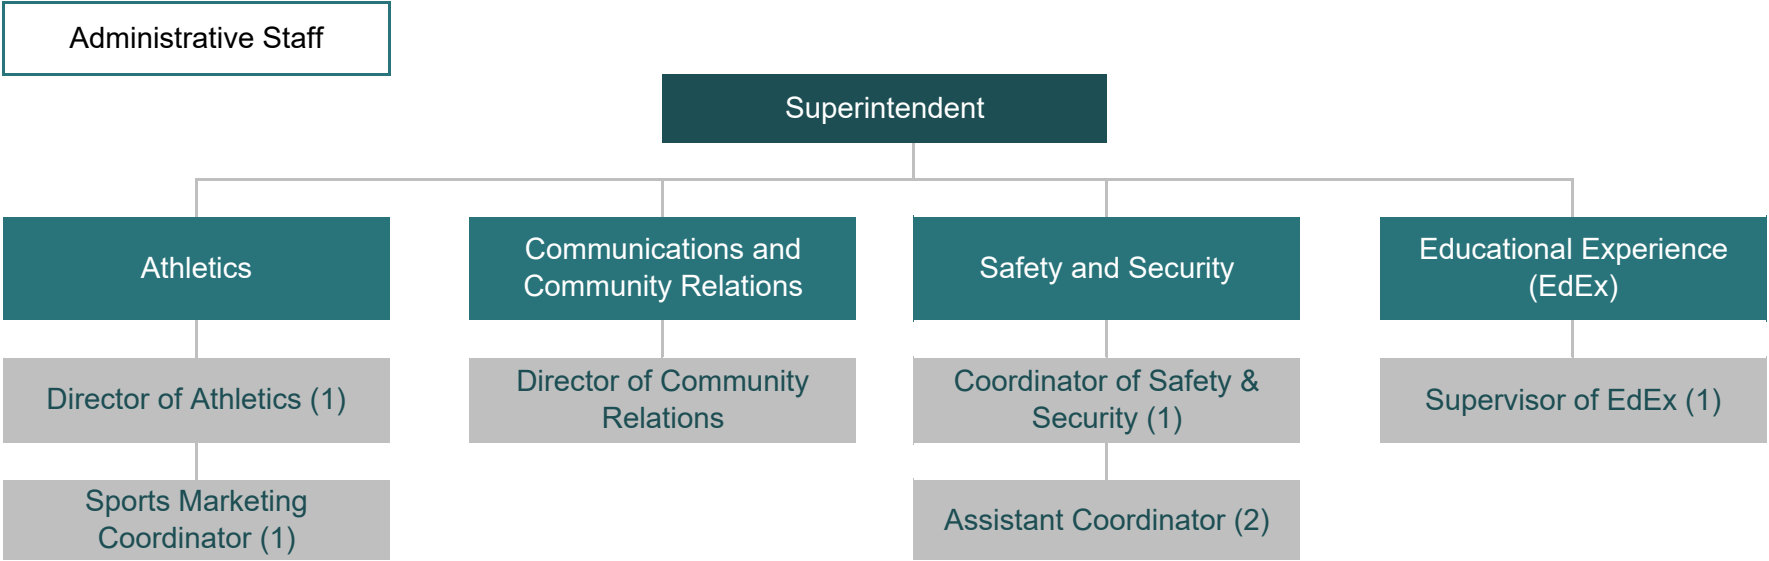 Administrative Staff
Superintendent
Athletics
Communications and
Community Relations
Safety and Security
Educational Experience
(EdEx)
Director of Athletics (1)
Director of Community
Relations
Coordinator of Safety &
Security (1)
Supervisor of EdEx (1)
Sports Marketing
Coordinator (1)
Assistant Coordinator (2)